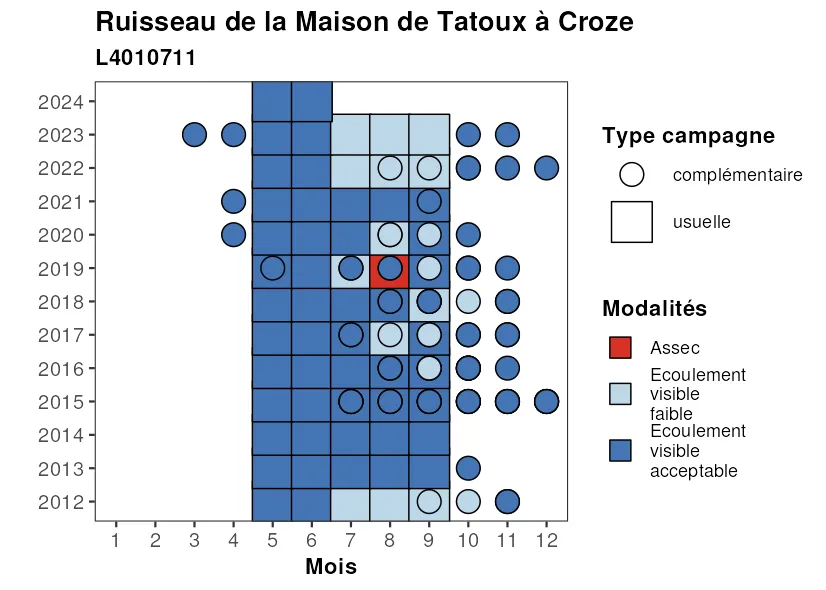 Ruisseau de la Maison de Tatoux à Croze
L4010711
2024
2023
2022
2021
2020
2019
2018
2017
2016
2015
2014
2013
2012
1 2 3 4 5 6 7 8 9 10 11 12
Mois
Type campagne
complémentaire
usuelle
Modalités
Assec
Ecoulement
visible
faible
Ecoulement
visible
acceptable